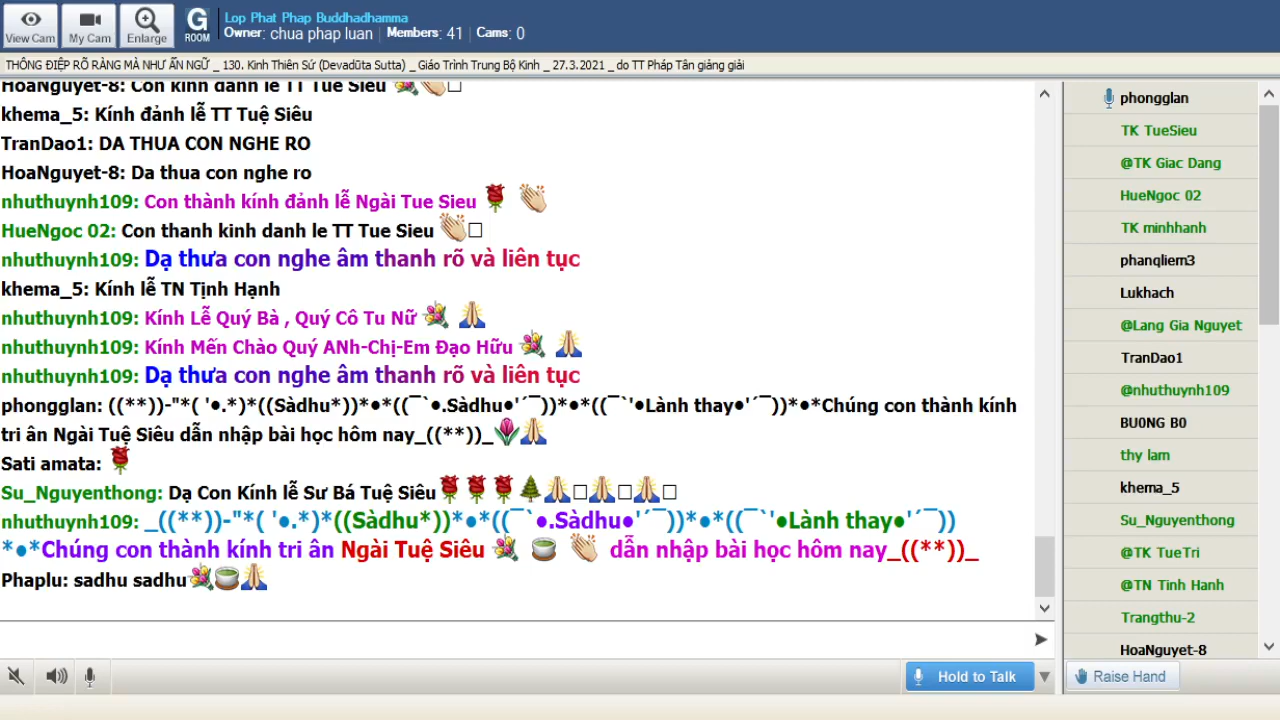 View Cam
My Cam
Enlarge
G
ROOM
Lop Phat Phap Buddhadhamma
Owner: chua phap luan Members: 41 Cams: 0
THÔNG ĐIỆP RÕ RÀNG MÀ NHƯ ẨN NGỮ _ 130. Kinh Thiên Sứ (Devadūta Sutta) _ Giáo Trình Trung Bộ Kinh _ 27.3.2021 _ do TT Pháp Tân giảng giải
HoaNguyet-8: Con kinh danh le TT Tue Sieu 💐👏🏻□
khema_5: Kính đảnh lễ TT Tuệ Siêu
TranDao1: DA THUA CON NGHE RO
HoaNguyet-8: Da thua con nghe ro
nhuthuynh109: Con thành kính đảnh lễ Ngài Tue Sieu 🌹 👏🏻
HueNgoc 02: Con thanh kinh danh le TT Tue Sieu 👏🏻□
nhuthuynh109: Dạ thưa con nghe âm thanh rõ và liên tục
khema_5: Kính lễ TN Tịnh Hạnh
nhuthuynh109: Kính Lễ Quý Bà , Quý Cô Tu Nữ 💐 🙏
nhuthuynh109: Kính Mến Chào Quý ANh-Chị-Em Đạo Hữu 💐 🙏
nhuthuynh109: Dạ thưa con nghe âm thanh rõ và liên tục
phongglan: ((**))-"*( '●.*)*((Sàdhu*))*●*((¯`●.Sàdhu●'´¯))*●*((¯`'●Lành thay●'´¯))*●*Chúng con thành kính
tri ân Ngài Tuệ Siêu dẫn nhập bài học hôm nay_((**))_🌷🙏
Sati amata: 🌹
Su_Nguyenthong: Dạ Con Kính lễ Sư Bá Tuệ Siêu🌹🌹🌹🌲🙏□🙏□🙏□
nhuthuynh109: _((**))-"*( '●.*)*((Sàdhu*))*●*((¯`●.Sàdhu●'´¯))*●*((¯`'●Lành thay●'´¯))
*●*Chúng con thành kính tri ân Ngài Tuệ Siêu 💐 🍵 👏🏻 dẫn nhập bài học hôm nay_((**))_
Phaplu: sadhu sadhu💐🍵🙏
Hold to Talk
phongglan
TK TueSieu
@TK Giac Dang
HueNgoc 02
TK minhhanh
phanqliem3
Lukhach
@Lang Gia Nguyet
TranDao1
@nhuthuynh109
BU0NG B0
thy lam
khema_5
Su_Nguyenthong
@TK TueTri
@TN Tinh Hanh
Trangthu-2
HoaNguyet-8
Raise Hand